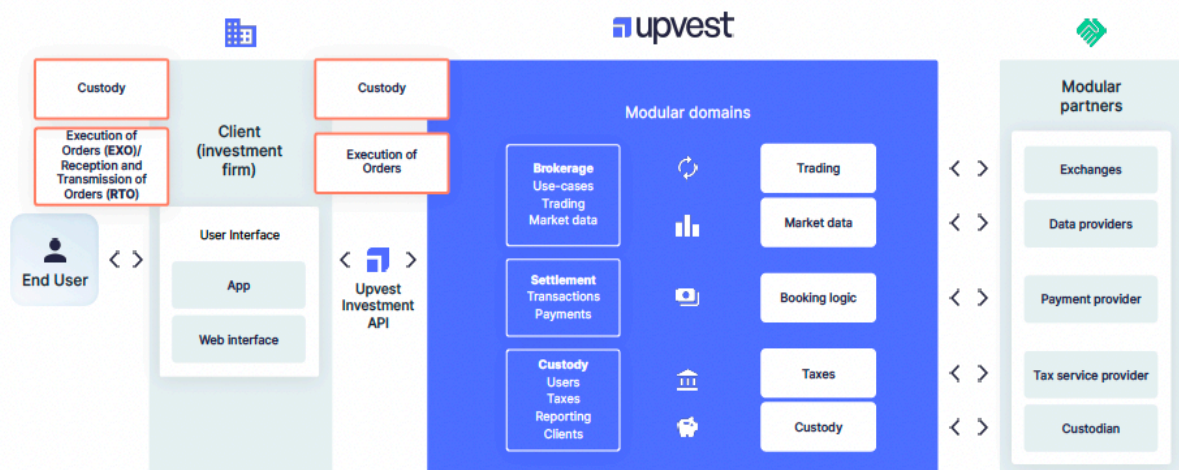 upvest
Custody
Execution of
Orders (EXO)/
Reception and
Transmission of
Orders (RTO)
End User
Client
(investment
firm)
User Interface
App
Web interface
Custody
Execution of
Orders
Upvest
Investment
API
Modular domains
Brokerage
Use-cases
Trading
Market data
Settlement
Transactions
Payments
Custody
Users
Taxes
Reporting
Clients
Trading
Market data
Booking logic
Taxes
Custody
Modular
partners
Exchanges
Data providers
Payment provider
Tax service provider
Custodian